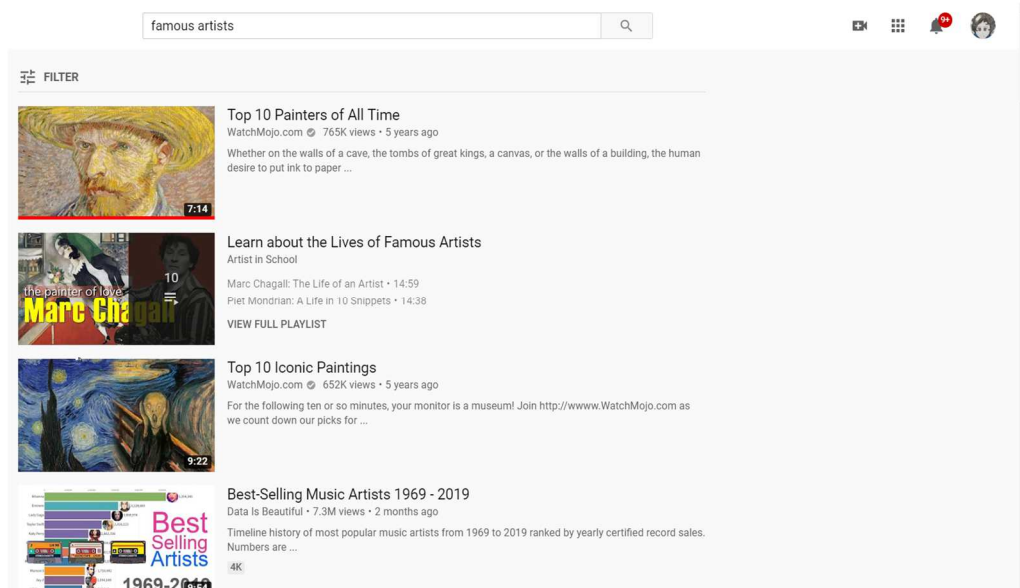 famous artists
9+
FILTER
Top 10 Painters of All Time
WatchMojo.com 765K views • 5 years ago
Whether on the walls of a cave, the tombs of great kings, a canvas, or the walls of a building, the human
desire to put ink to paper ...
7:14
Learn about the Lives of Famous Artists
Artist in School
10
the painter of love
Marc Chagall
Marc Chagall: The Life of an Artist • 14:59
Piet Mondrian: A Life in 10 Snippets • 14:38
VIEW FULL PLAYLIST
Top 10 Iconic Paintings
WatchMojo.com 652K views • 5 years ago
For the following ten or so minutes, your monitor is a museum! Join http://wwww.WatchMojo.com as
we count down our picks for ...
9:22
Best-Selling Music Artists 1969 - 2019
Data Is Beautiful • 7.3M views • 2 months ago
Timeline history of most popular music artists from 1969 to 2019 ranked by yearly certified record sales.
Numbers are ...
4K
Best
Selling
Artists
1969-2019